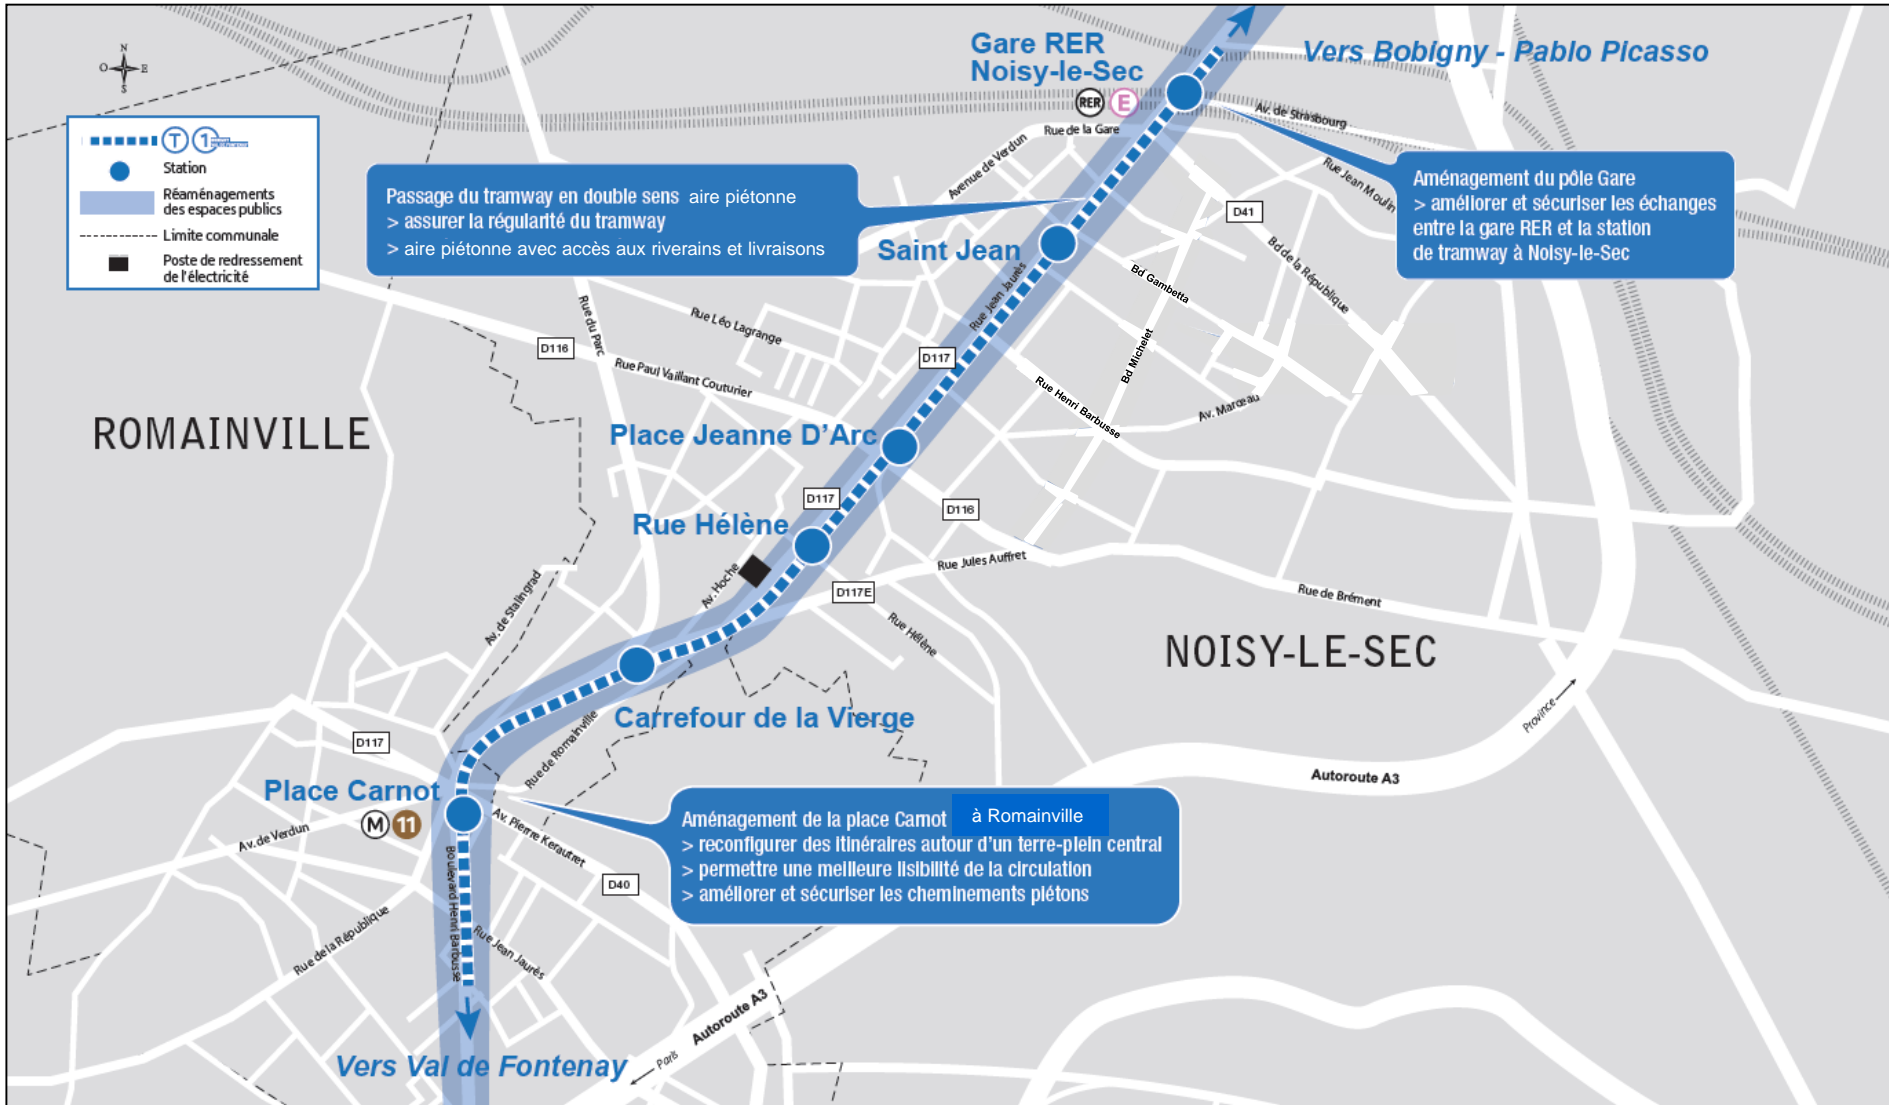 Gare RER
Noisy-le-Sec
RER E
Vers Bobigny - Pablo Picasso
N
O E
S
T 1
Station
Réaménagements
des espaces publics
Limite communale
Poste de redressement
de l'électricité
Passage du tramway en double sens aire piétonne
> assurer la régularité du tramway
> aire piétonne avec accès aux riverains et livraisons
Aménagement du pôle Gare
> améliorer et sécuriser les échanges
entre la gare RER et la station
de tramway à Noisy-le-Sec
Av. de Strasbourg
Rue de la Gare
Avenue de Verdun
Rue Jean Moulin
D41
Saint Jean
Bd de la République
Bd Gambetta
Rue Jean Jaurès
Rue du Parc
Rue Léo Lagrange
D116
D117
Bd Michelet
Rue Paul Vaillant Couturier
Rue Henri Barbusse
Av. Marceau
ROMAINVILLE
Place Jeanne D'Arc
D117
D116
Rue Hélène
Rue Jules Auffret
Av. Hoche
D117E
Rue de Brément
Av. de Stalingrad
Rue Hélène
NOISY-LE-SEC
Carrefour de la Vierge
Province
D117
Rue de Romainville
Autoroute A3
Place Carnot
M 11
Av. de Verdun
Av. Pierre Kerautret
Aménagement de la place Carnot à Romainville
> reconfigurer des itinéraires autour d'un terre-plein central
> permettre une meilleure lisibilité de la circulation
> améliorer et sécuriser les cheminements piétons
D40
Boulevard Henri Barbusse
Rue de la République
Rue Jean Jaurès
Autoroute A3
Paris
Vers Val de Fontenay